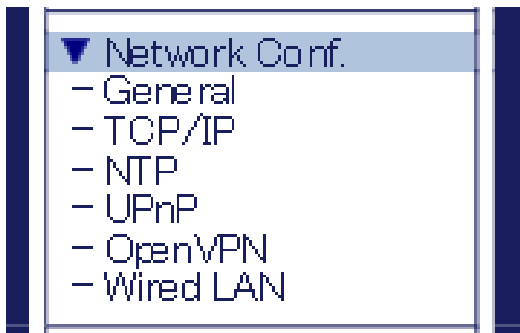 ▼ Network Conf.
– General
– TCP/IP
– NTP
– UPnP
– OpenVPN
– Wired LAN